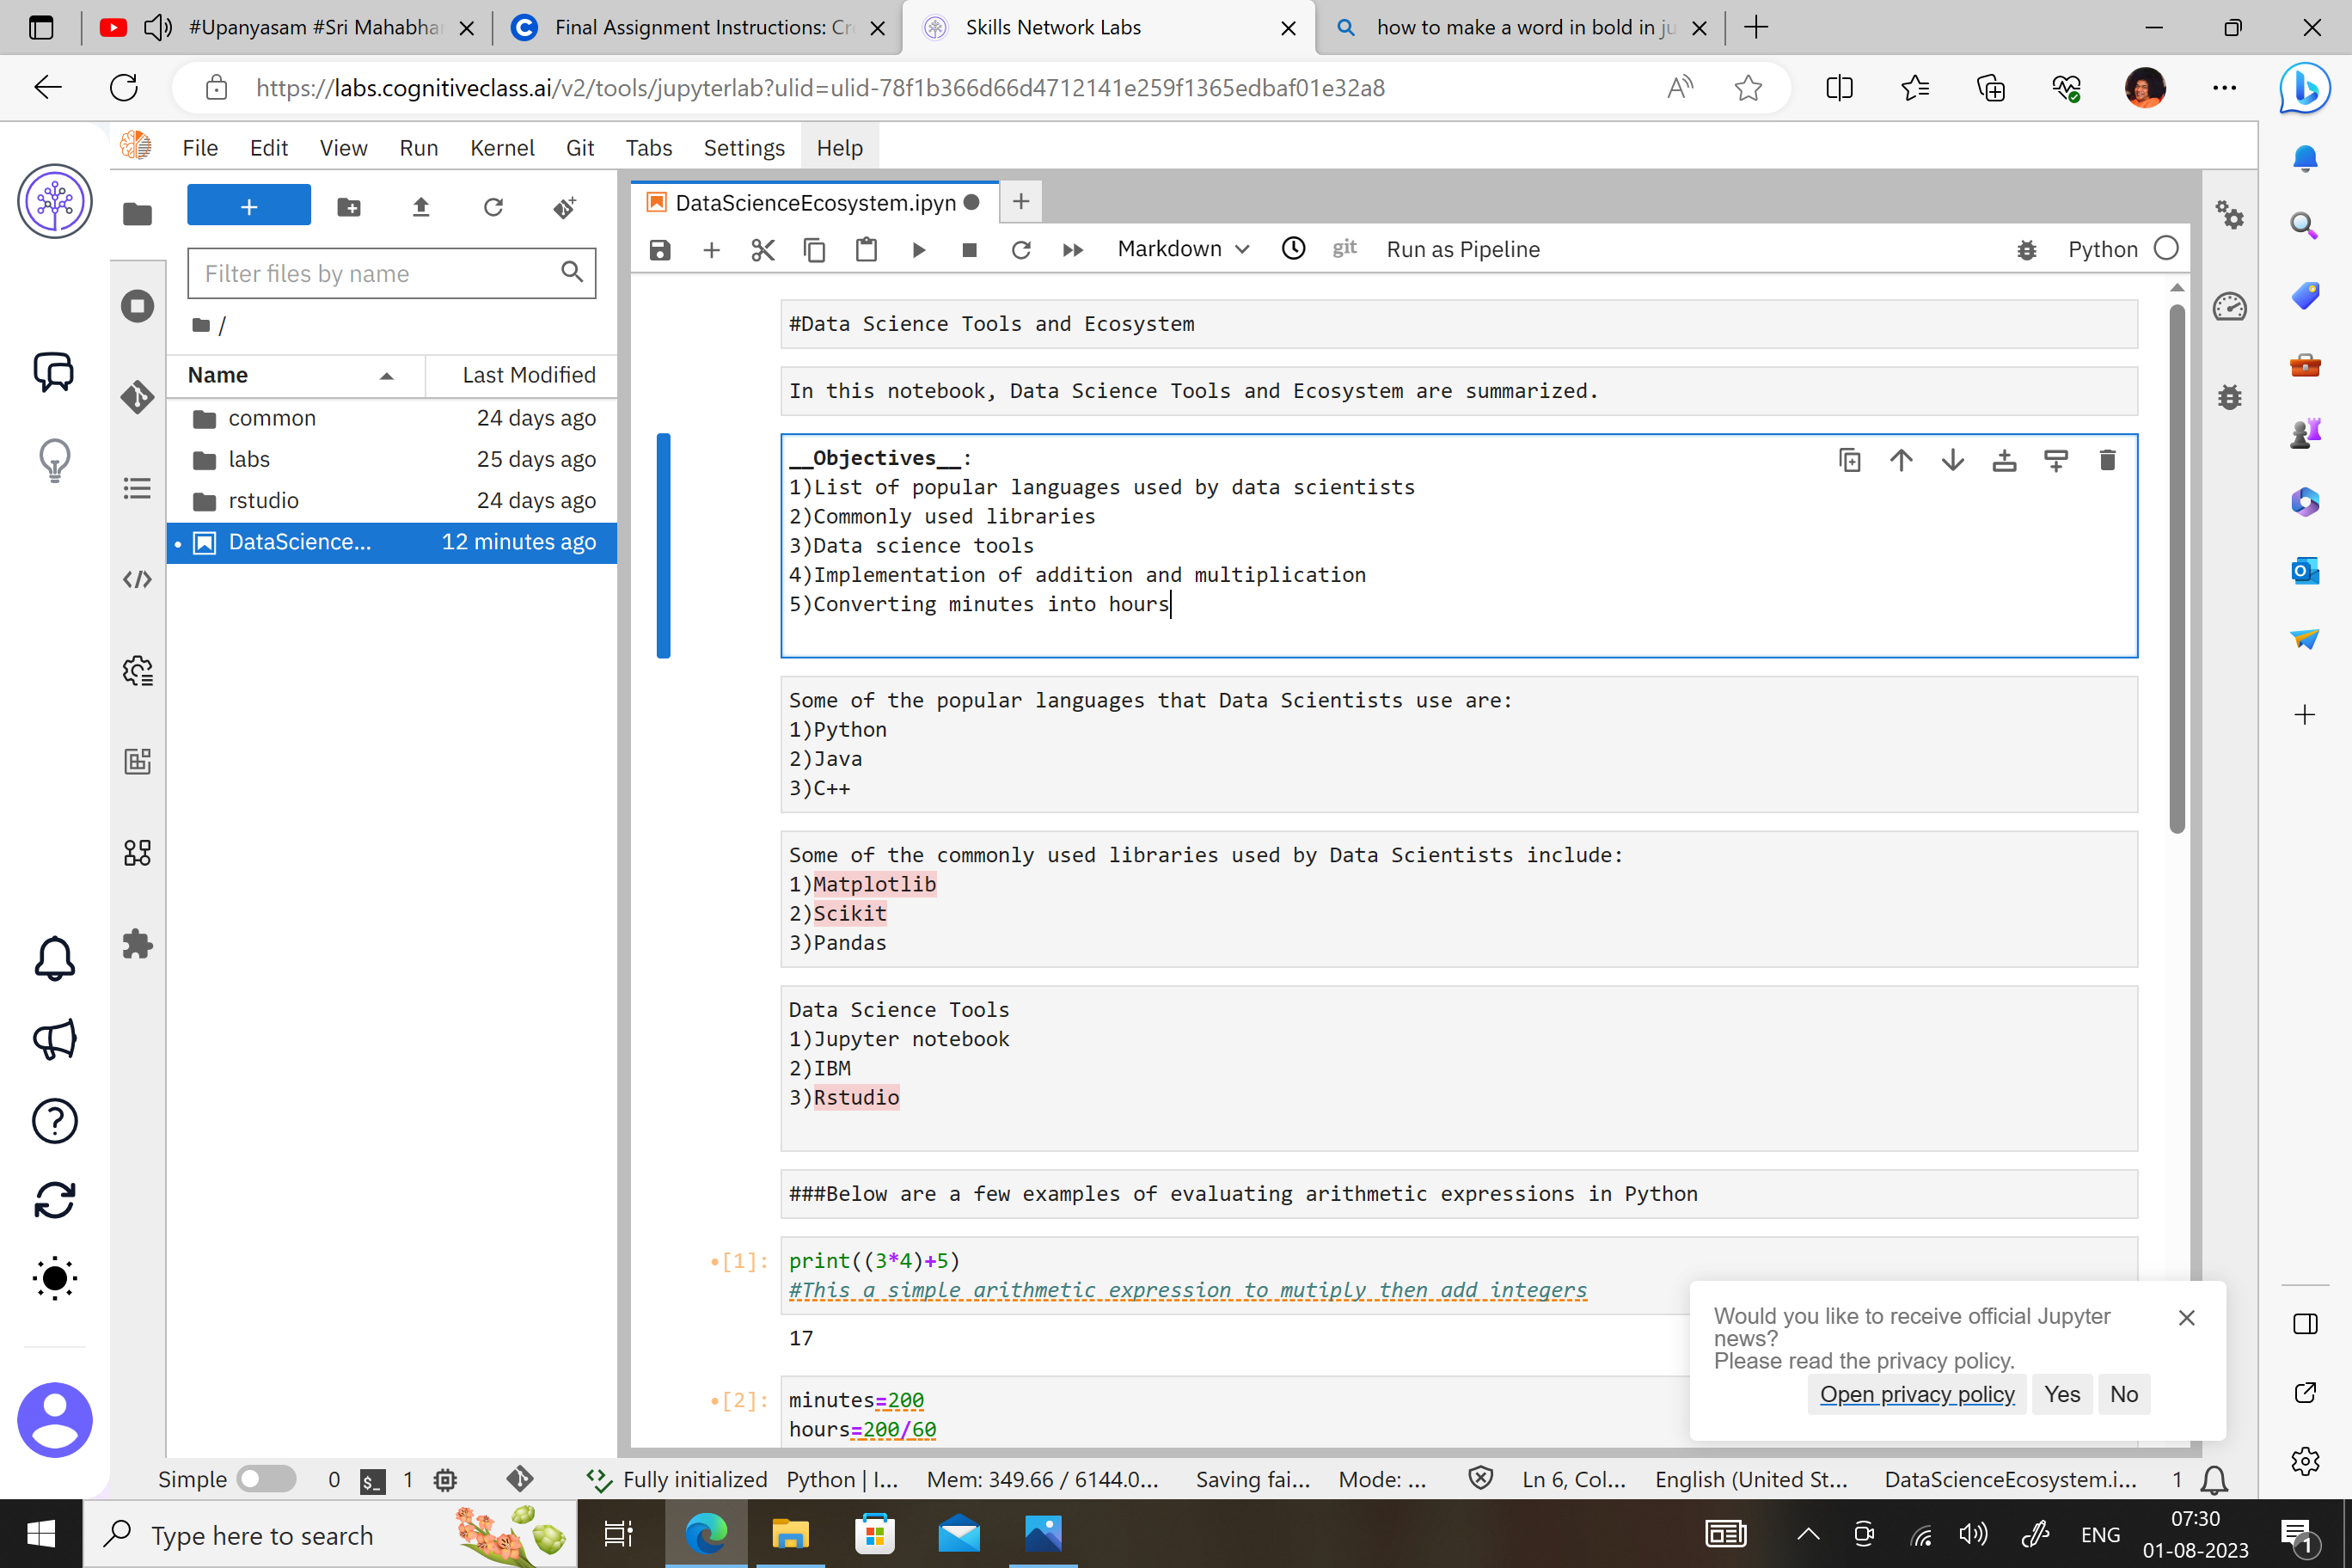 #Upanyasam #Sri Mahabhar
Final Assignment Instructions: Cre
Skills Network Labs
how to make a word in bold in ju
https://labs.cognitiveclass.ai/v2/tools/jupyterlab?ulid=ulid-78f1b366d66d4712141e259f1365edbaf01e32a8
File Edit View Run Kernel Git Tabs Settings Help
DataScienceEcosystem.ipyn
Filter files by name
Markdown
git
Run as Pipeline
Python
/
Name Last Modified
common 24 days ago
labs 25 days ago
rstudio 24 days ago
DataScience... 12 minutes ago
#Data Science Tools and Ecosystem
In this notebook, Data Science Tools and Ecosystem are summarized.
__Objectives__:
1)List of popular languages used by data scientists
2)Commonly used libraries
3)Data science tools
4)Implementation of addition and multiplication
5)Converting minutes into hours
Some of the popular languages that Data Scientists use are:
1)Python
2)Java
3)C++
Some of the commonly used libraries used by Data Scientists include:
1)Matplotlib
2)Scikit
3)Pandas
Data Science Tools
1)Jupyter notebook
2)IBM
3)Rstudio
###Below are a few examples of evaluating arithmetic expressions in Python
[1]: print((3*4)+5)
#This a simple arithmetic expression to mutiply then add integers
17
[2]: minutes=200
hours=200/60
Would you like to receive official Jupyter
news?
Please read the privacy policy.
Open privacy policy Yes No
Simple 0 $_ 1 Fully initialized Python | I... Mem: 349.66 / 6144.0... Saving fai... Mode: ... Ln 6, Col... English (United St... DataScienceEcosystem.i... 1
Type here to search
ENG
07:30
01-08-2023
1